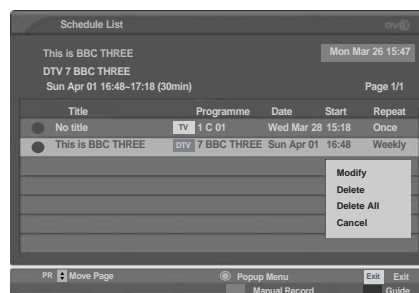 Schedule List
This is BBC THREE Mon Mar 26 15:47
DTV 7 BBC THREE
Sun Apr 01 16:48~17:18 (30min) Page 1/1
Title Programme Date Start Repeat
No title TV 1 C 01 Wed Mar 28 15:18 Once
This is BBC THREE DTV 7 BBC THREE Sun Apr 01 16:48 Weekly
Modify
Delete
Delete All
Cancel
PR Move Page Popup Menu Exit Exit
Manual Record Guide